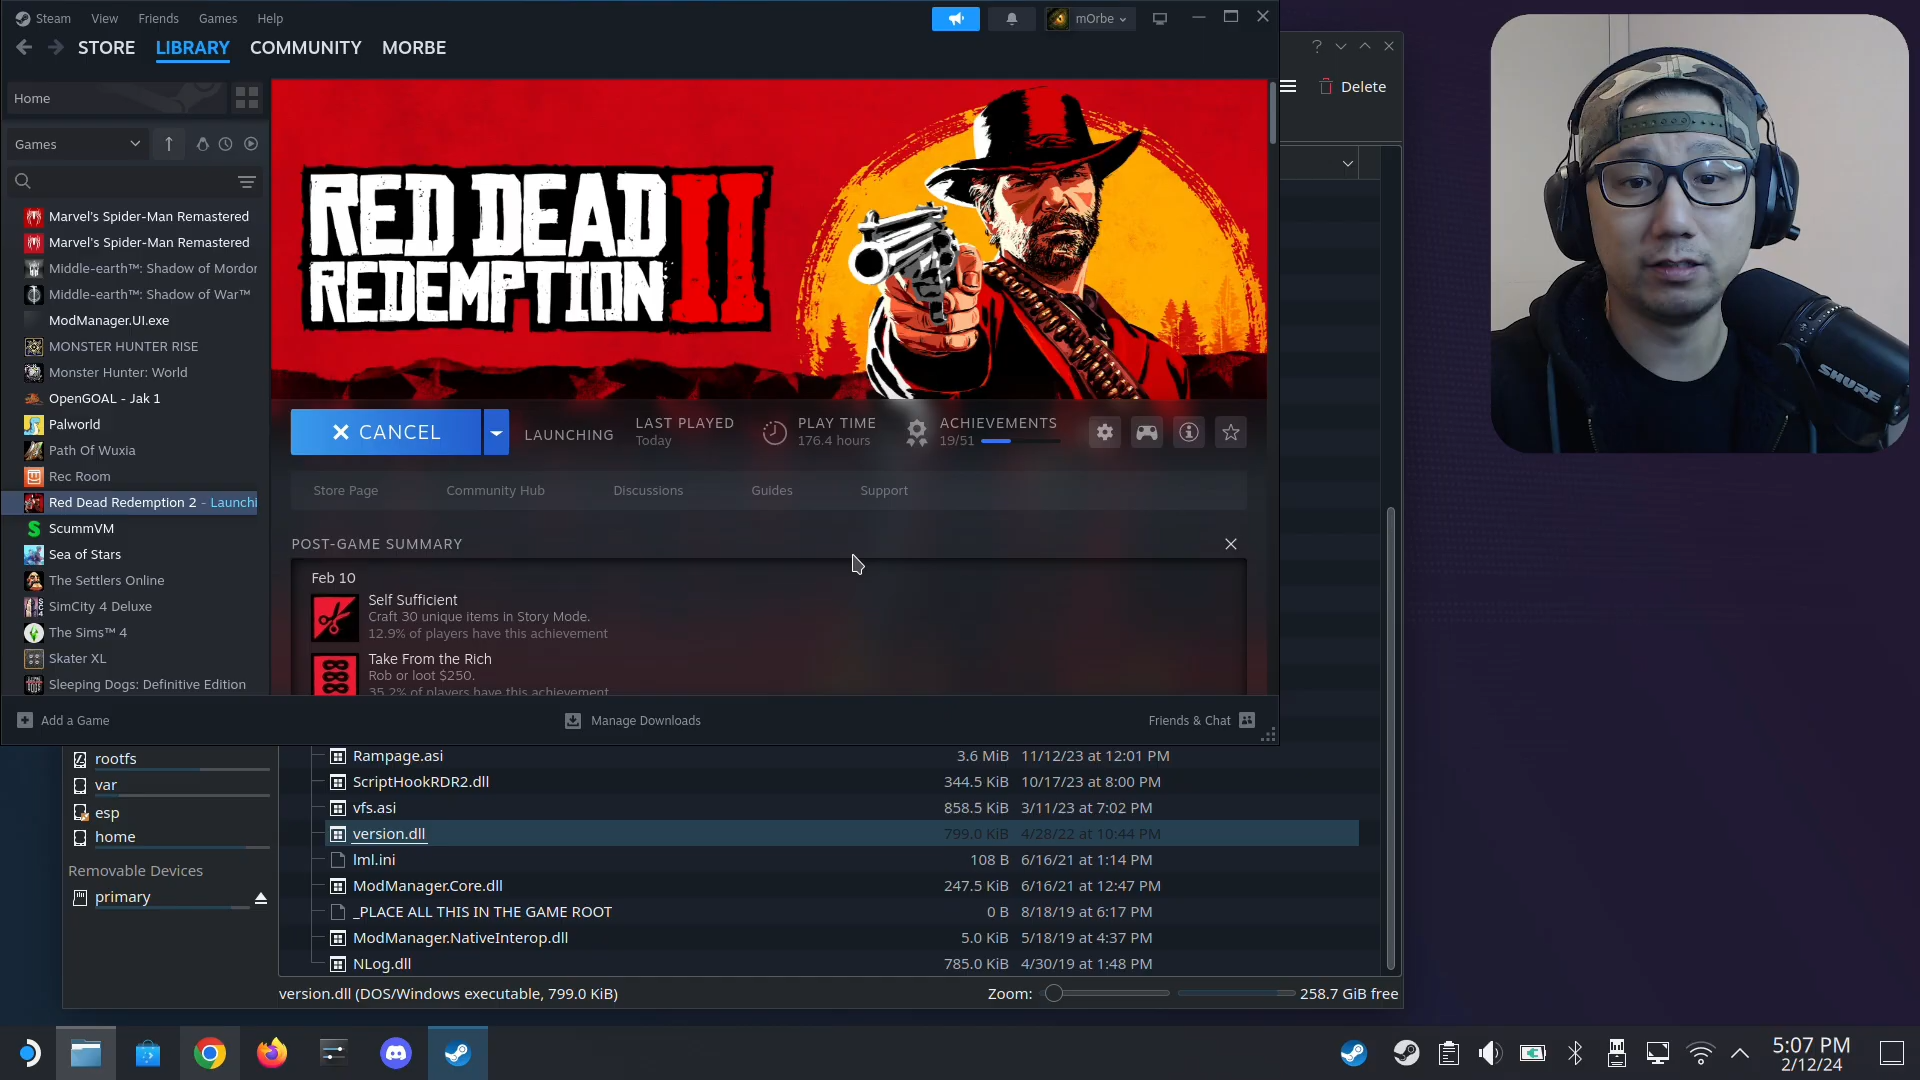 Steam View Friends Games Help
mOrbe
STORE LIBRARY COMMUNITY MORBE
Delete
Home
Games
RED DEAD
REDEMPTION II
Marvel's Spider-Man Remastered
Marvel's Spider-Man Remastered
Middle-earth™: Shadow of Mordor
Middle-earth™: Shadow of War™
ModManager.UI.exe
MONSTER HUNTER RISE
Monster Hunter: World
OpenGOAL - Jak 1
Palworld
Path Of Wuxia
Rec Room
Red Dead Redemption 2 - Launchi
ScummVM
Sea of Stars
The Settlers Online
SimCity 4 Deluxe
The Sims™ 4
Skater XL
Sleeping Dogs: Definitive Edition
CANCEL
LAUNCHING
LAST PLAYED
Today
PLAY TIME
176.4 hours
ACHIEVEMENTS
19/51
Store Page Community Hub Discussions Guides Support
POST-GAME SUMMARY
Feb 10
Self Sufficient
Craft 30 unique items in Story Mode.
12.9% of players have this achievement
Take From the Rich
Rob or loot $250.
35.2% of players have this achievement
Add a Game Manage Downloads Friends & Chat
rootfs
var
esp
home
Removable Devices
primary
Rampage.asi 3.6 MiB 11/12/23 at 12:01 PM
ScriptHookRDR2.dll 344.5 KiB 10/17/23 at 8:00 PM
vfs.asi 858.5 KiB 3/11/23 at 7:02 PM
version.dll 799.0 KiB 4/28/22 at 10:44 PM
lml.ini 108 B 6/16/21 at 1:14 PM
ModManager.Core.dll 247.5 KiB 6/16/21 at 12:47 PM
_PLACE ALL THIS IN THE GAME ROOT 0 B 8/18/19 at 6:17 PM
ModManager.NativeInterop.dll 5.0 KiB 5/18/19 at 4:37 PM
NLog.dll 785.0 KiB 4/30/19 at 1:48 PM
version.dll (DOS/Windows executable, 799.0 KiB) Zoom: 258.7 GiB free
5:07 PM
2/12/24
SHURE